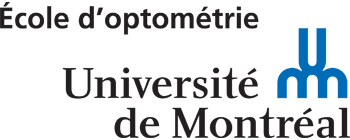 École d'optométrie
Université
de Montréal